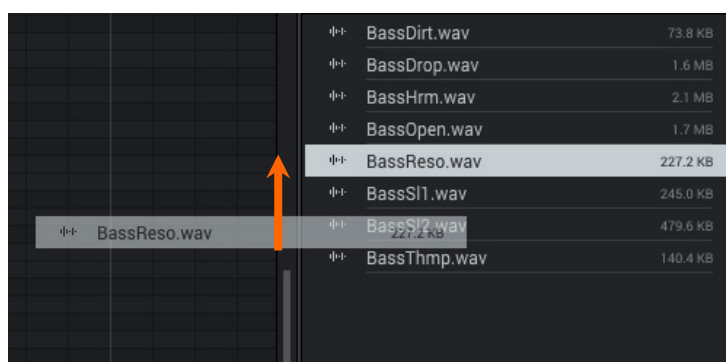 BassDirt.wav 73.8 KB
BassDrop.wav 1.6 MB
BassHrm.wav 2.1 MB
BassOpen.wav 1.7 MB
BassReso.wav 227.2 KB
BassSl1.wav 245.0 KB
BassSl2.wav 479.6 KB
BassReso.wav 227.2 KB
BassThmp.wav 140.4 KB